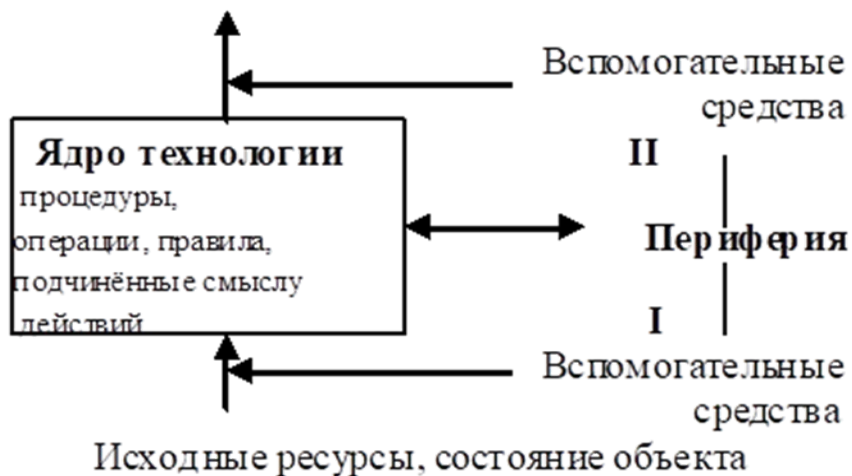 Вспомогательные
средства
Ядро технологии
процедуры,
операции, правила,
подчинённые смыслу
действий
II
Периферия
I
Вспомогательные
средства
Исходные ресурсы, состояние объекта